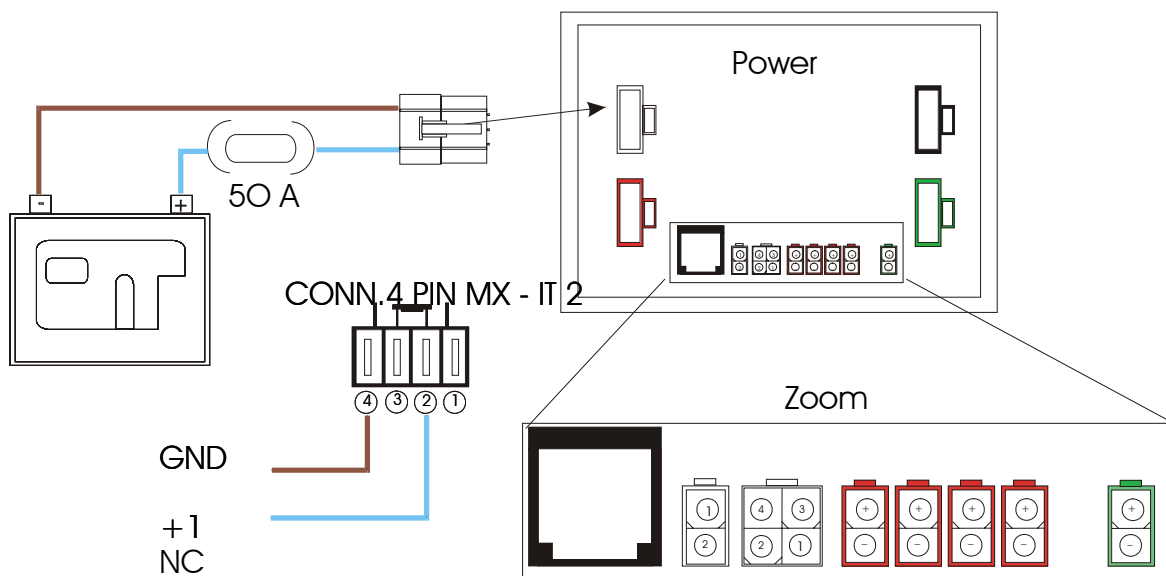 Power
- +
50 A
CONN.4 PIN MX - IT 2
4 3 2 1
GND
+1
NC
Zoom
1 4 3 + + + + +
2 2 1 - - - - -